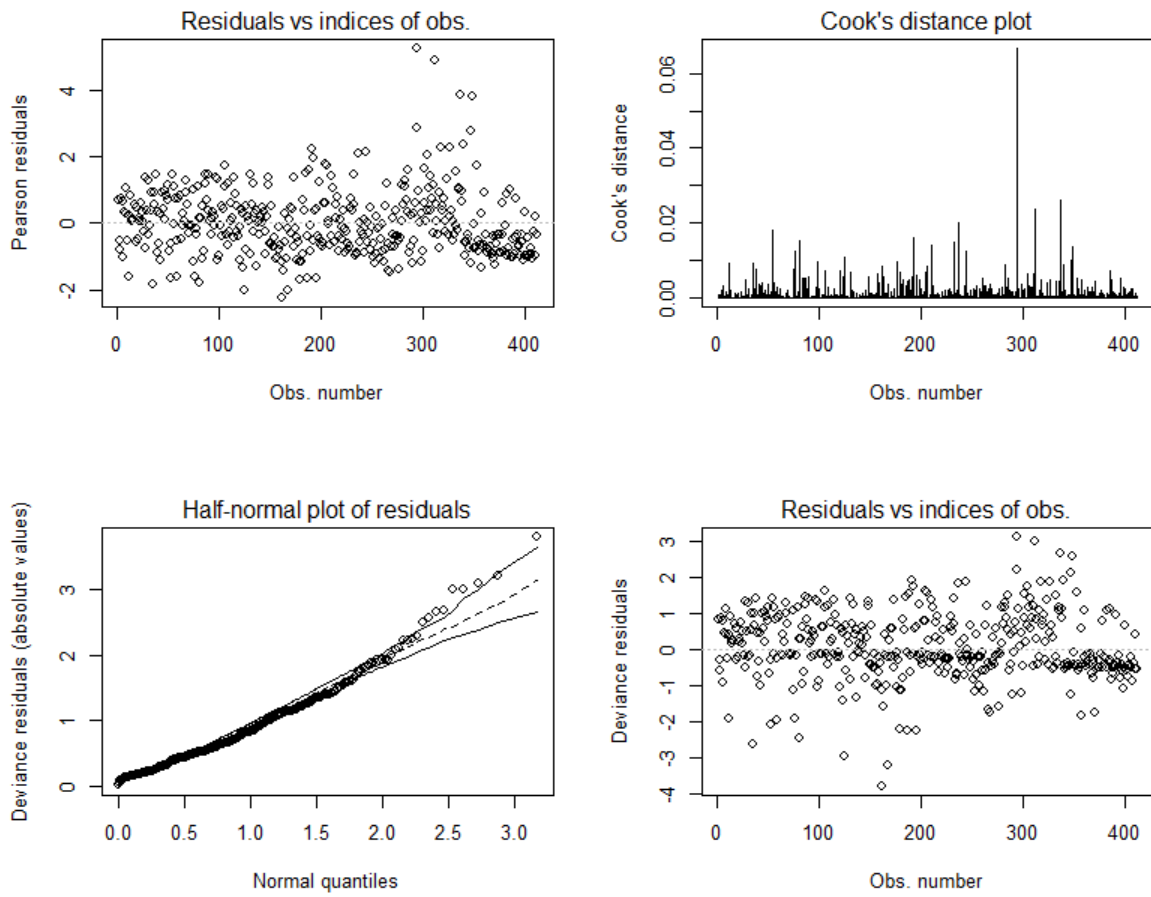 Residuals vs indices of obs.
Pearson residuals
4
2
0
-2
0 100 200 300 400
Obs. number
Cook's distance plot
Cook's distance
0.06
0.04
0.02
0.00
0 100 200 300 400
Obs. number
Half-normal plot of residuals
Deviance residuals (absolute values)
3
2
1
0
0.0 0.5 1.0 1.5 2.0 2.5 3.0
Normal quantiles
Residuals vs indices of obs.
Deviance residuals
3
2
1
0
-1
-2
-3
-4
0 100 200 300 400
Obs. number